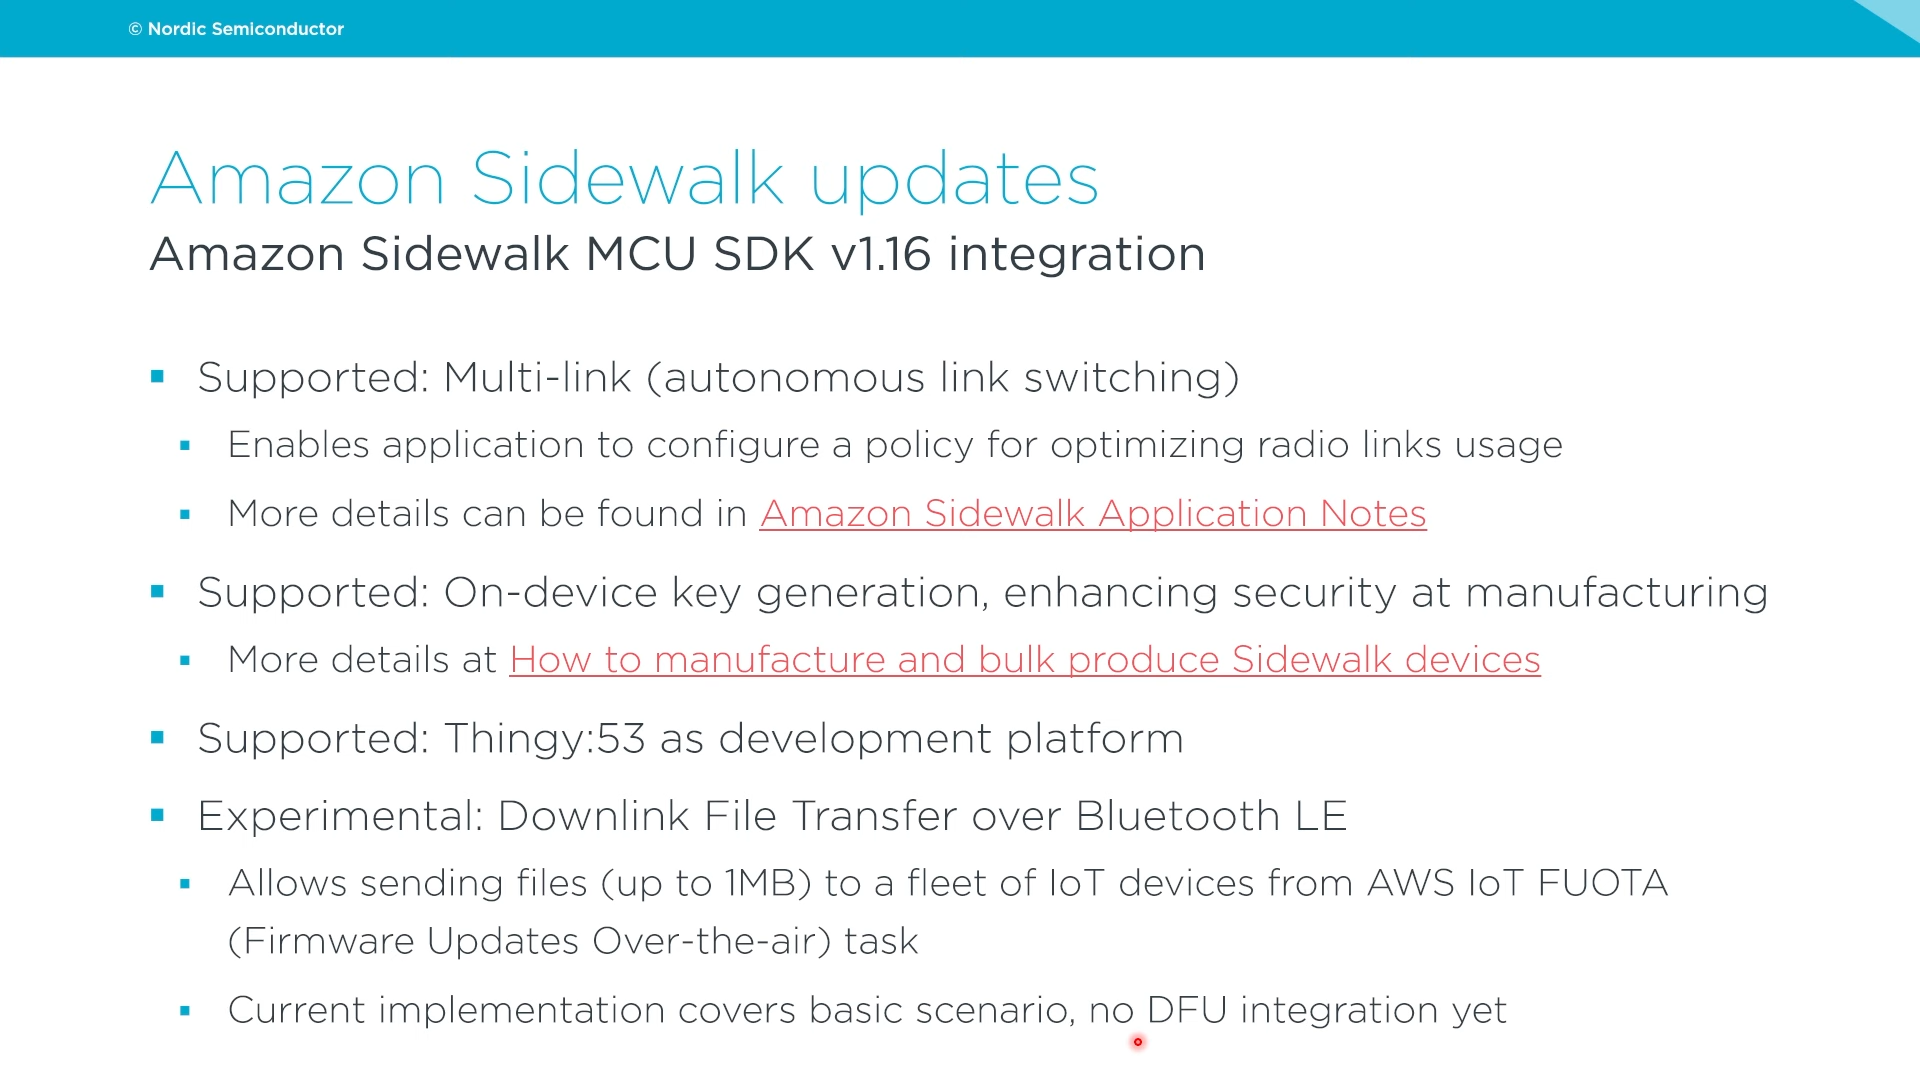 © Nordic Semiconductor
Amazon Sidewalk updates
Amazon Sidewalk MCU SDK v1.16 integration
Supported: Multi-link (autonomous link switching)
Enables application to configure a policy for optimizing radio links usage
More details can be found in Amazon Sidewalk Application Notes
Supported: On-device key generation, enhancing security at manufacturing
More details at How to manufacture and bulk produce Sidewalk devices
Supported: Thingy:53 as development platform
Experimental: Downlink File Transfer over Bluetooth LE
Allows sending files (up to 1MB) to a fleet of IoT devices from AWS IoT FUOTA
(Firmware Updates Over-the-air) task
Current implementation covers basic scenario, no DFU integration yet